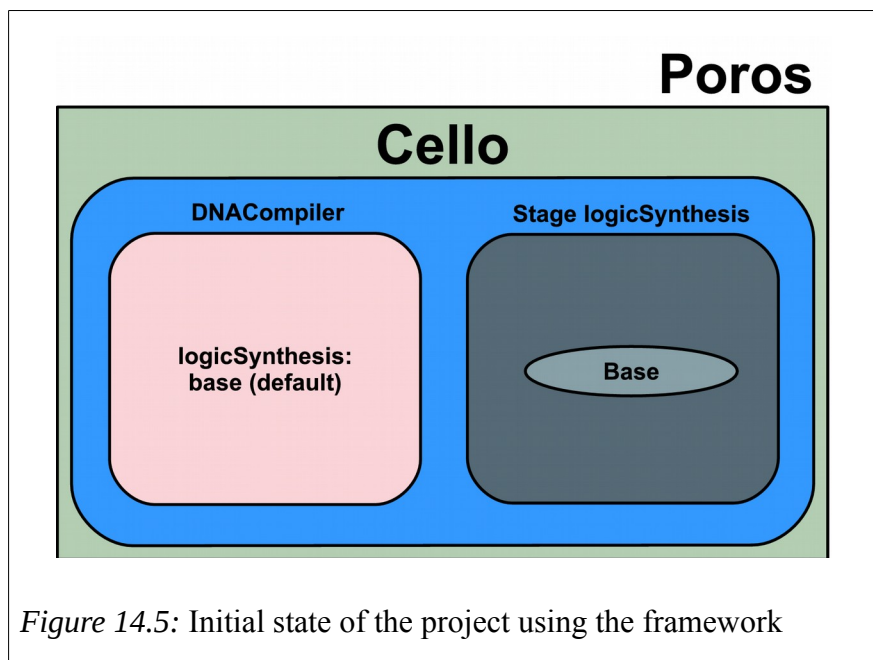 Poros
Cello
DNACompiler
Stage logicSynthesis
logicSynthesis:
base (default)
Base
Figure 14.5: Initial state of the project using the framework